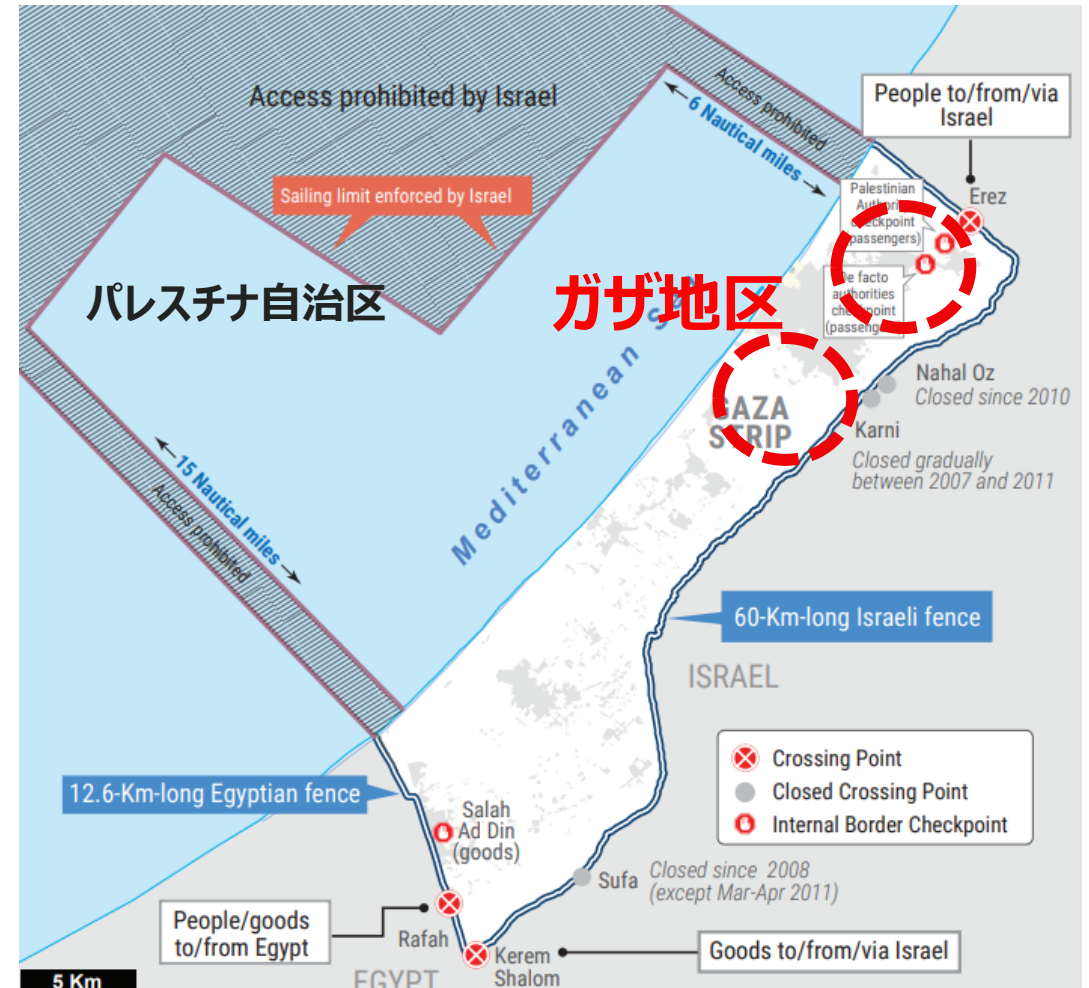 Access prohibited by Israel
Access prohibited
6 Nautical miles
People to/from/via
Israel
Sailing limit enforced by Israel
Palestinian
checkpoint
(passengers)
Erez
パレスチナ自治区
ガザ地区
De facto
authorities
checkpoint
Mediterranean
Nahal Oz
Closed since 2010
GAZA
STRIP
Karni
Closed gradually
between 2007 and 2011
15 Nautical miles
Access prohibited
60-Km-long Israeli fence
ISRAEL
Crossing Point
Closed Crossing Point
Internal Border Checkpoint
12.6-Km-long Egyptian fence
Salah
Ad Din
(goods)
Sufa
Closed since 2008
(except Mar-Apr 2011)
People/goods
to/from Egypt
Rafah
Kerem
Shalom
Goods to/from/via Israel
EGYPT
5 Km